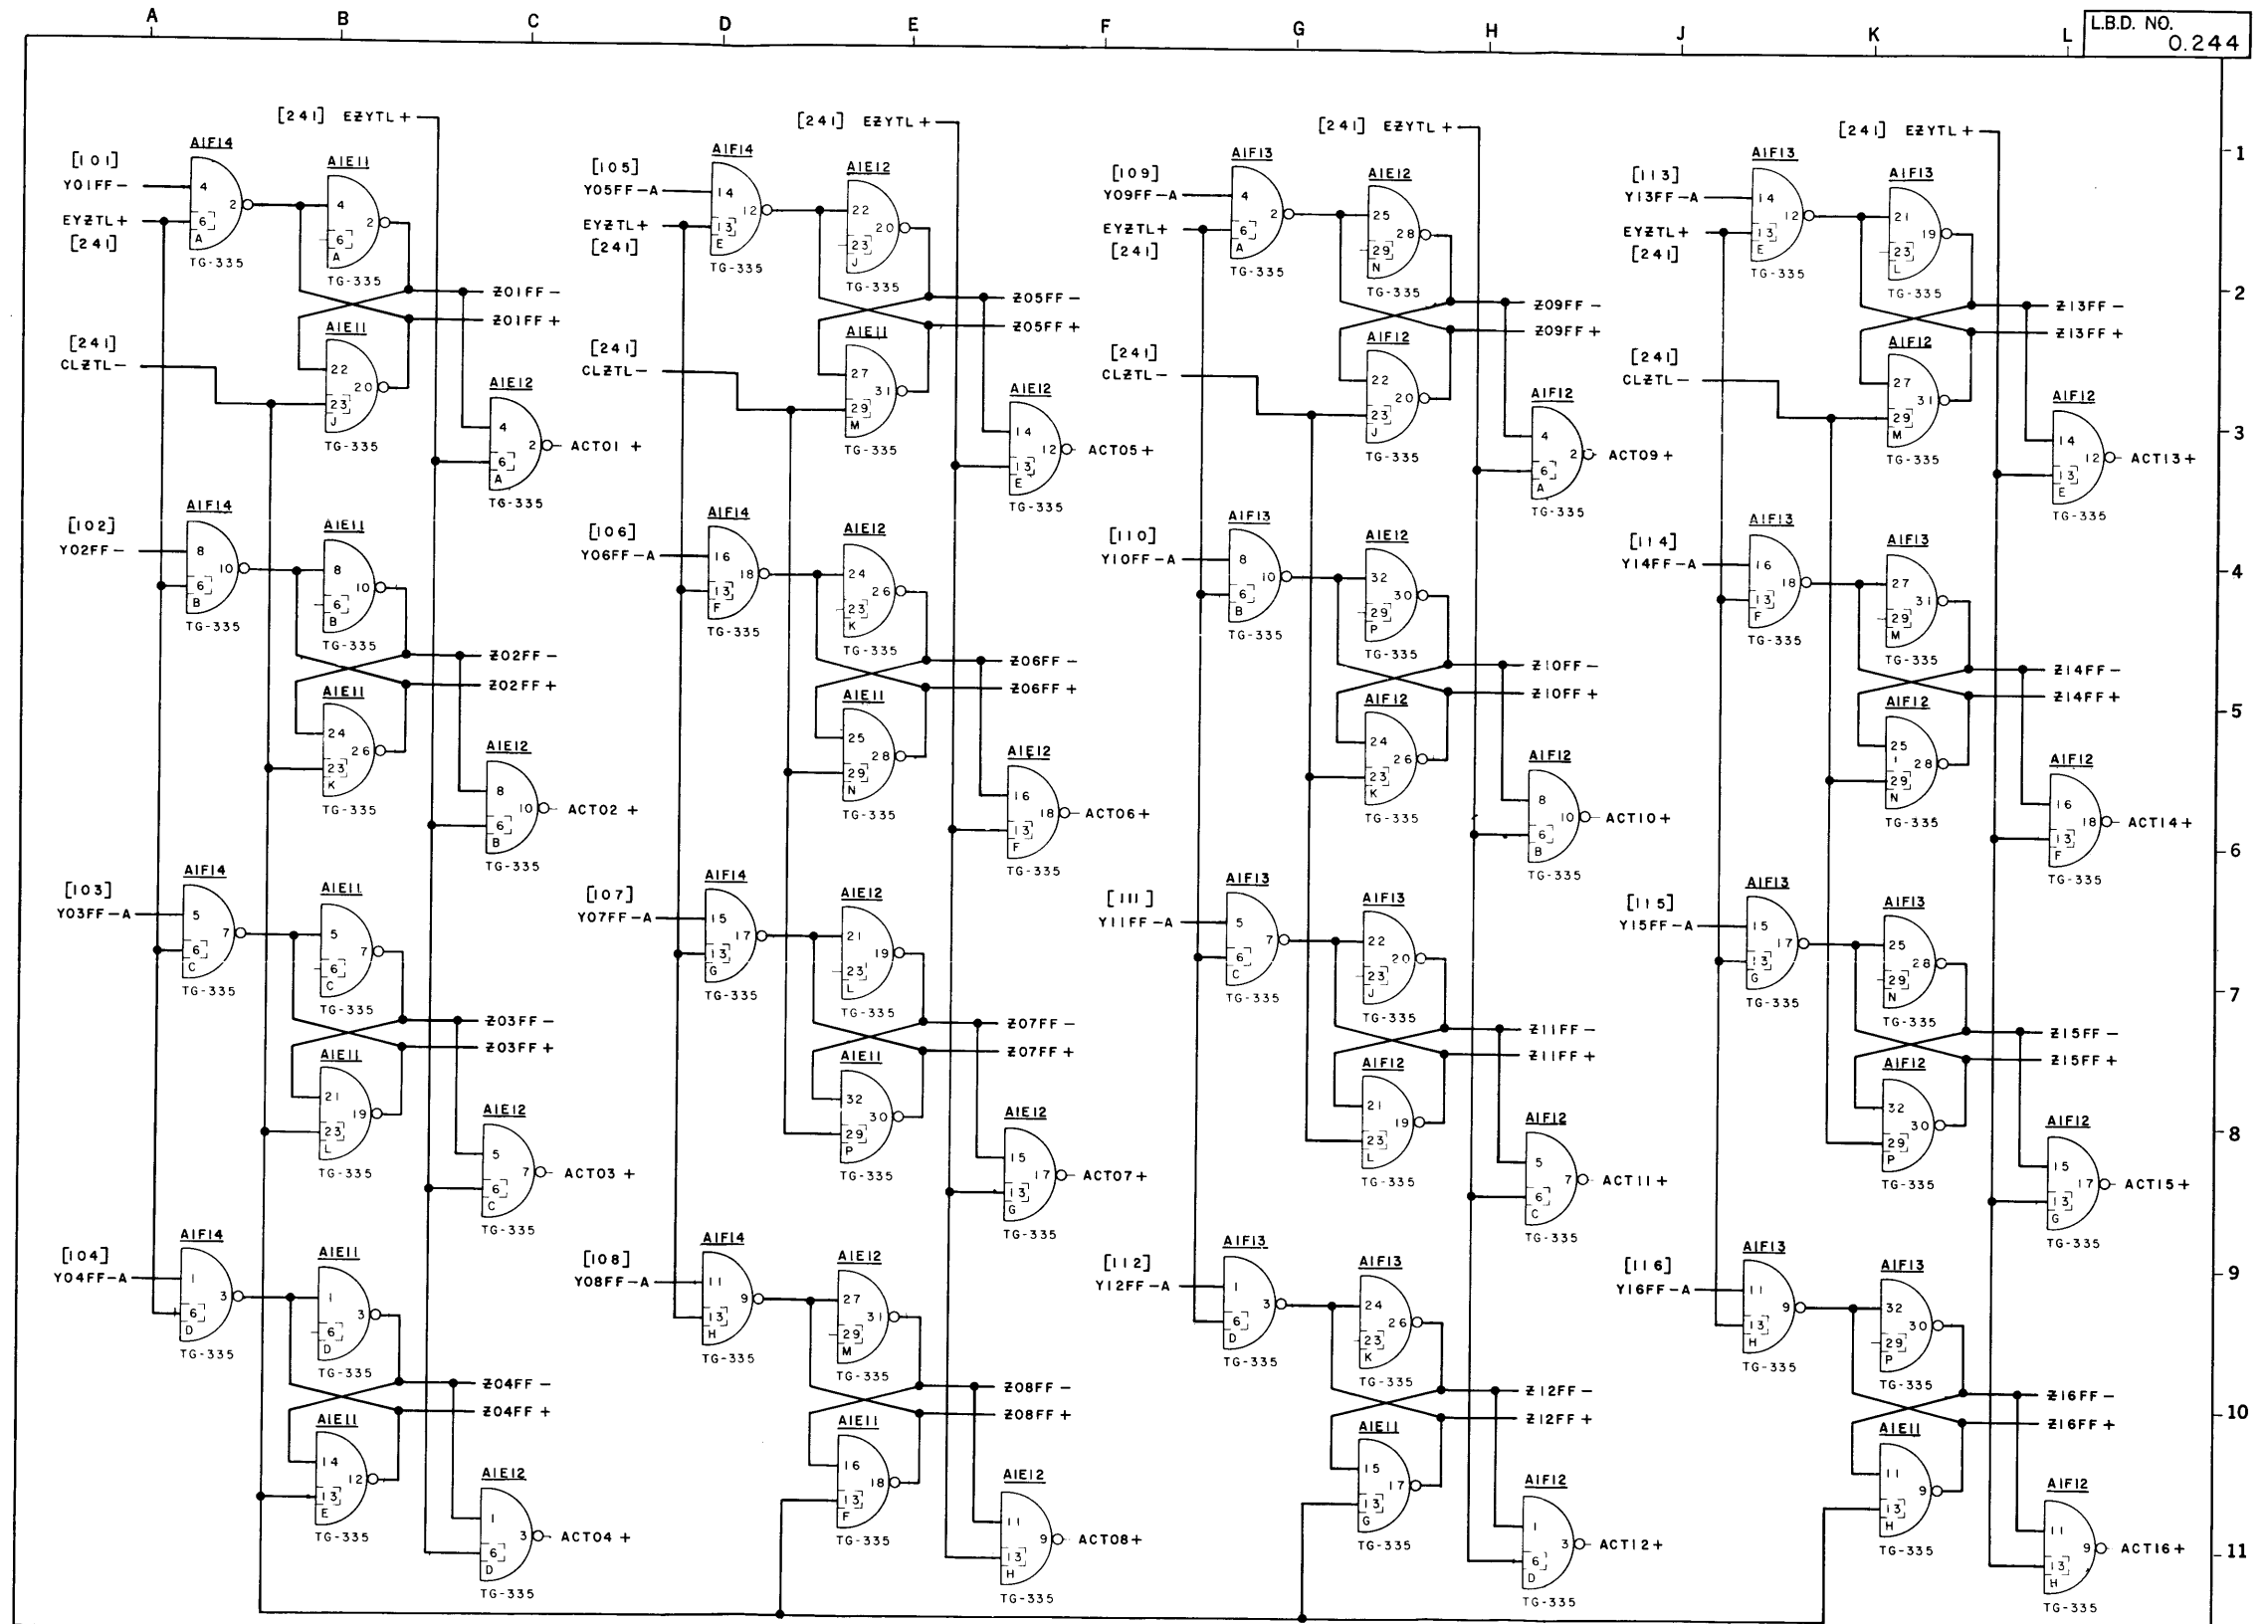 A B C D E F G H J K L
L.B.D. NO.
0.244
1
2
3
4
5
6
7
8
9
10
11
[241] EZYTL+
A1F14
[101]
Y01FF-
EYZTL+
[241]
4
6
A
2
TG-335
A1E11
4
6
A
2
TG-335
Z01FF-
Z01FF+
[241]
CLZTL-
A1E11
22
23
J
20
TG-335
A1E12
4
6
A
2
TG-335
ACT01+
A1F14
[102]
Y02FF-
8
6
B
10
TG-335
A1E11
8
6
B
10
TG-335
Z02FF-
Z02FF+
A1E11
24
23
K
26
TG-335
A1E12
8
6
B
10
TG-335
ACT02+
A1F14
[103]
Y03FF-A
5
6
C
7
TG-335
A1E11
5
6
C
7
TG-335
Z03FF-
Z03FF+
A1E11
21
23
L
19
TG-335
A1E12
5
6
C
7
TG-335
ACT03+
A1F14
[104]
Y04FF-A
1
6
D
3
TG-335
A1E11
1
6
D
3
TG-335
Z04FF-
Z04FF+
A1E11
14
13
E
12
TG-335
A1E12
1
6
D
3
TG-335
ACT04+
[241] EZYTL+
A1F14
[105]
Y05FF-A
EYZTL+
[241]
14
13
E
12
TG-335
A1E12
22
23
J
20
TG-335
Z05FF-
Z05FF+
[241]
CLZTL-
A1E11
27
29
M
31
TG-335
A1E12
14
13
E
12
TG-335
ACT05+
A1F14
[106]
Y06FF-A
16
13
F
18
TG-335
A1E12
24
23
K
26
TG-335
Z06FF-
Z06FF+
A1E11
25
29
N
28
TG-335
A1E12
16
13
F
18
TG-335
ACT06+
A1F14
[107]
Y07FF-A
15
13
G
17
TG-335
A1E12
21
23
L
19
TG-335
Z07FF-
Z07FF+
A1E11
32
29
P
30
TG-335
A1E12
15
13
G
17
TG-335
ACT07+
A1F14
[108]
Y08FF-A
11
13
H
9
TG-335
A1E12
27
29
M
31
TG-335
Z08FF-
Z08FF+
A1E11
16
13
F
18
TG-335
A1E12
11
13
H
9
TG-335
ACT08+
[241] EZYTL+
A1F13
[109]
Y09FF-A
EYZTL+
[241]
4
6
A
2
TG-335
A1E12
25
29
N
28
TG-335
Z09FF-
Z09FF+
[241]
CLZTL-
A1F12
22
23
J
20
TG-335
A1F12
4
6
A
2
TG-335
ACT09+
A1F13
[110]
Y10FF-A
8
6
B
10
TG-335
A1E12
32
29
P
30
TG-335
Z10FF-
Z10FF+
A1F12
24
23
K
26
TG-335
A1F12
8
6
B
10
TG-335
ACT10+
A1F13
[111]
Y11FF-A
5
6
C
7
TG-335
A1F13
22
23
J
20
TG-335
Z11FF-
Z11FF+
A1F12
21
23
L
19
TG-335
A1F12
5
6
C
7
TG-335
ACT11+
A1F13
[112]
Y12FF-A
1
6
D
3
TG-335
A1F13
24
23
K
26
TG-335
Z12FF-
Z12FF+
A1E11
15
13
G
17
TG-335
A1F12
1
6
D
3
TG-335
ACT12+
[241] EZYTL+
A1F13
[113]
Y13FF-A
EYZTL+
[241]
14
13
E
12
TG-335
A1F13
21
23
L
19
TG-335
Z13FF-
Z13FF+
[241]
CLZTL-
A1F12
27
29
M
31
TG-335
A1F12
14
13
E
12
TG-335
ACT13+
A1F13
[114]
Y14FF-A
16
13
F
18
TG-335
A1F13
27
29
M
31
TG-335
Z14FF-
Z14FF+
A1F12
25
29
N
28
TG-335
A1F12
16
13
F
18
TG-335
ACT14+
A1F13
[115]
Y15FF-A
15
13
G
17
TG-335
A1F13
25
29
N
28
TG-335
Z15FF-
Z15FF+
A1F12
32
29
P
30
TG-335
A1F12
15
13
G
17
TG-335
ACT15+
A1F13
[116]
Y16FF-A
11
13
H
9
TG-335
A1F13
32
29
P
30
TG-335
Z16FF-
Z16FF+
A1E11
11
13
H
9
TG-335
A1F12
11
13
H
9
TG-335
ACT16+